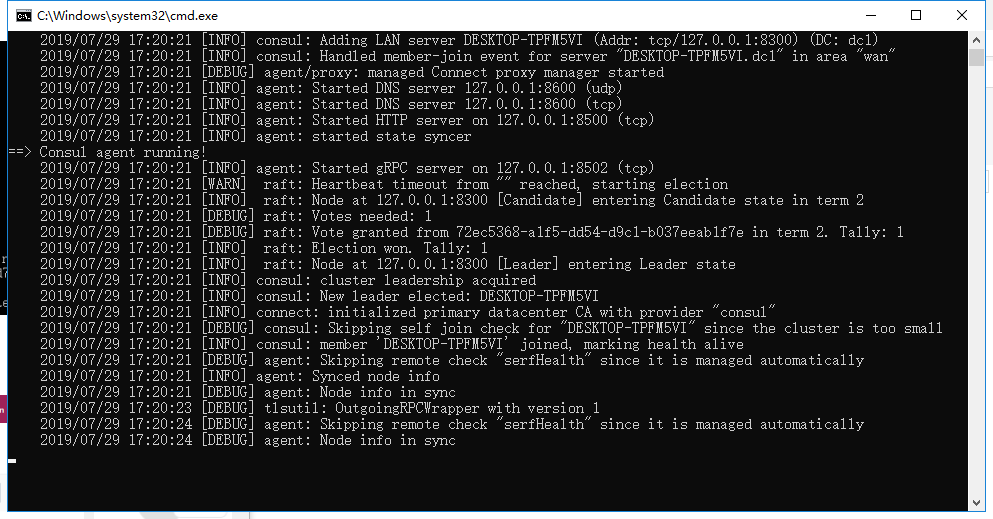 C:\Windows\system32\cmd.exe
2019/07/29 17:20:21 [INFO] consul: Adding LAN server DESKTOP-TPFM5VI (Addr: tcp/127.0.0.1:8300) (DC: dc1)
2019/07/29 17:20:21 [INFO] consul: Handled member-join event for server "DESKTOP-TPFM5VI.dc1" in area "wan"
2019/07/29 17:20:21 [DEBUG] agent/proxy: managed Connect proxy manager started
2019/07/29 17:20:21 [INFO] agent: Started DNS server 127.0.0.1:8600 (udp)
2019/07/29 17:20:21 [INFO] agent: Started DNS server 127.0.0.1:8600 (tcp)
2019/07/29 17:20:21 [INFO] agent: Started HTTP server on 127.0.0.1:8500 (tcp)
2019/07/29 17:20:21 [INFO] agent: started state syncer
==> Consul agent running!
2019/07/29 17:20:21 [INFO] agent: Started gRPC server on 127.0.0.1:8502 (tcp)
2019/07/29 17:20:21 [WARN]  raft: Heartbeat timeout from "" reached, starting election
2019/07/29 17:20:21 [INFO]  raft: Node at 127.0.0.1:8300 [Candidate] entering Candidate state in term 2
2019/07/29 17:20:21 [DEBUG] raft: Votes needed: 1
2019/07/29 17:20:21 [DEBUG] raft: Vote granted from 72ec5368-a1f5-dd54-d9c1-b037eeab1f7e in term 2. Tally: 1
2019/07/29 17:20:21 [INFO]  raft: Election won. Tally: 1
2019/07/29 17:20:21 [INFO]  raft: Node at 127.0.0.1:8300 [Leader] entering Leader state
2019/07/29 17:20:21 [INFO] consul: cluster leadership acquired
2019/07/29 17:20:21 [INFO] consul: New leader elected: DESKTOP-TPFM5VI
2019/07/29 17:20:21 [INFO] connect: initialized primary datacenter CA with provider "consul"
2019/07/29 17:20:21 [DEBUG] consul: Skipping self join check for "DESKTOP-TPFM5VI" since the cluster is too small
2019/07/29 17:20:21 [INFO] consul: member 'DESKTOP-TPFM5VI' joined, marking health alive
2019/07/29 17:20:21 [DEBUG] agent: Skipping remote check "serfHealth" since it is managed automatically
2019/07/29 17:20:21 [INFO] agent: Synced node info
2019/07/29 17:20:21 [DEBUG] agent: Node info in sync
2019/07/29 17:20:23 [DEBUG] tlsutil: OutgoingRPCWrapper with version 1
2019/07/29 17:20:24 [DEBUG] agent: Skipping remote check "serfHealth" since it is managed automatically
2019/07/29 17:20:24 [DEBUG] agent: Node info in sync